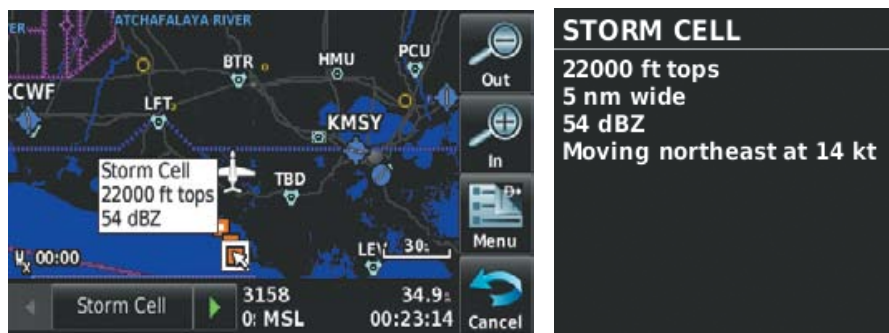 ER
ATCHAFALAYA RIVER
BTR
HMU
PCU
Out
KCWF
LFT
KMSY
In
Storm Cell
22000 ft tops
54 dBZ
TBD
LEV
30
Menu
Wx 00:00
Storm Cell
3158
34.9
0 MSL
00:23:14
Cancel
STORM CELL
22000 ft tops
5 nm wide
54 dBZ
Moving northeast at 14 kt